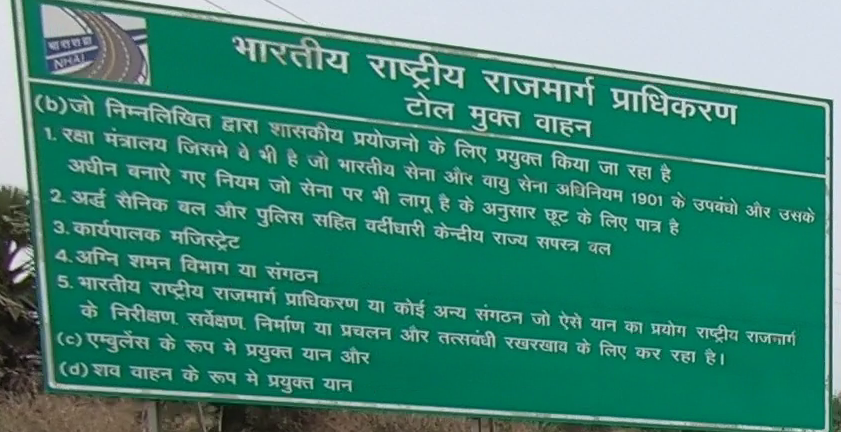 भा रा रा प्रा
NHAI
भारतीय राष्ट्रीय राजमार्ग प्राधिकरण
टोल मुक्त वाहन
(b)जो निम्नलिखित द्वारा शासकीय प्रयोजनो के लिए प्रयुक्त किया जा रहा है
1. रक्षा मंत्रालय जिसमे वे भी है जो भारतीय सेना और वायु सेना अधिनियम 1901 के उपबंधो और उसके
अधीन बनाऐ गए नियम जो सेना पर भी लागू है के अनुसार छूट के लिए पात्र है
2. अर्द्ध सैनिक बल और पुलिस सहित वर्दीधारी केन्द्रीय राज्य सपस्त्र बल
3. कार्यपालक मजिस्ट्रेट
4. अग्नि शमन विभाग या संगठन
5. भारतीय राष्ट्रीय राजमार्ग प्राधिकरण या कोई अन्य संगठन जो ऐसे यान का प्रयोग राष्ट्रीय राजमार्ग
के निरीक्षण, सर्वेक्षण, निर्माण या प्रचलन और तत्सबंधी रखरखाव के लिए कर रहा है।
(c) एम्बुलेंस के रूप मे प्रयुक्त यान और
(d) शव वाहन के रूप मे प्रयुक्त यान